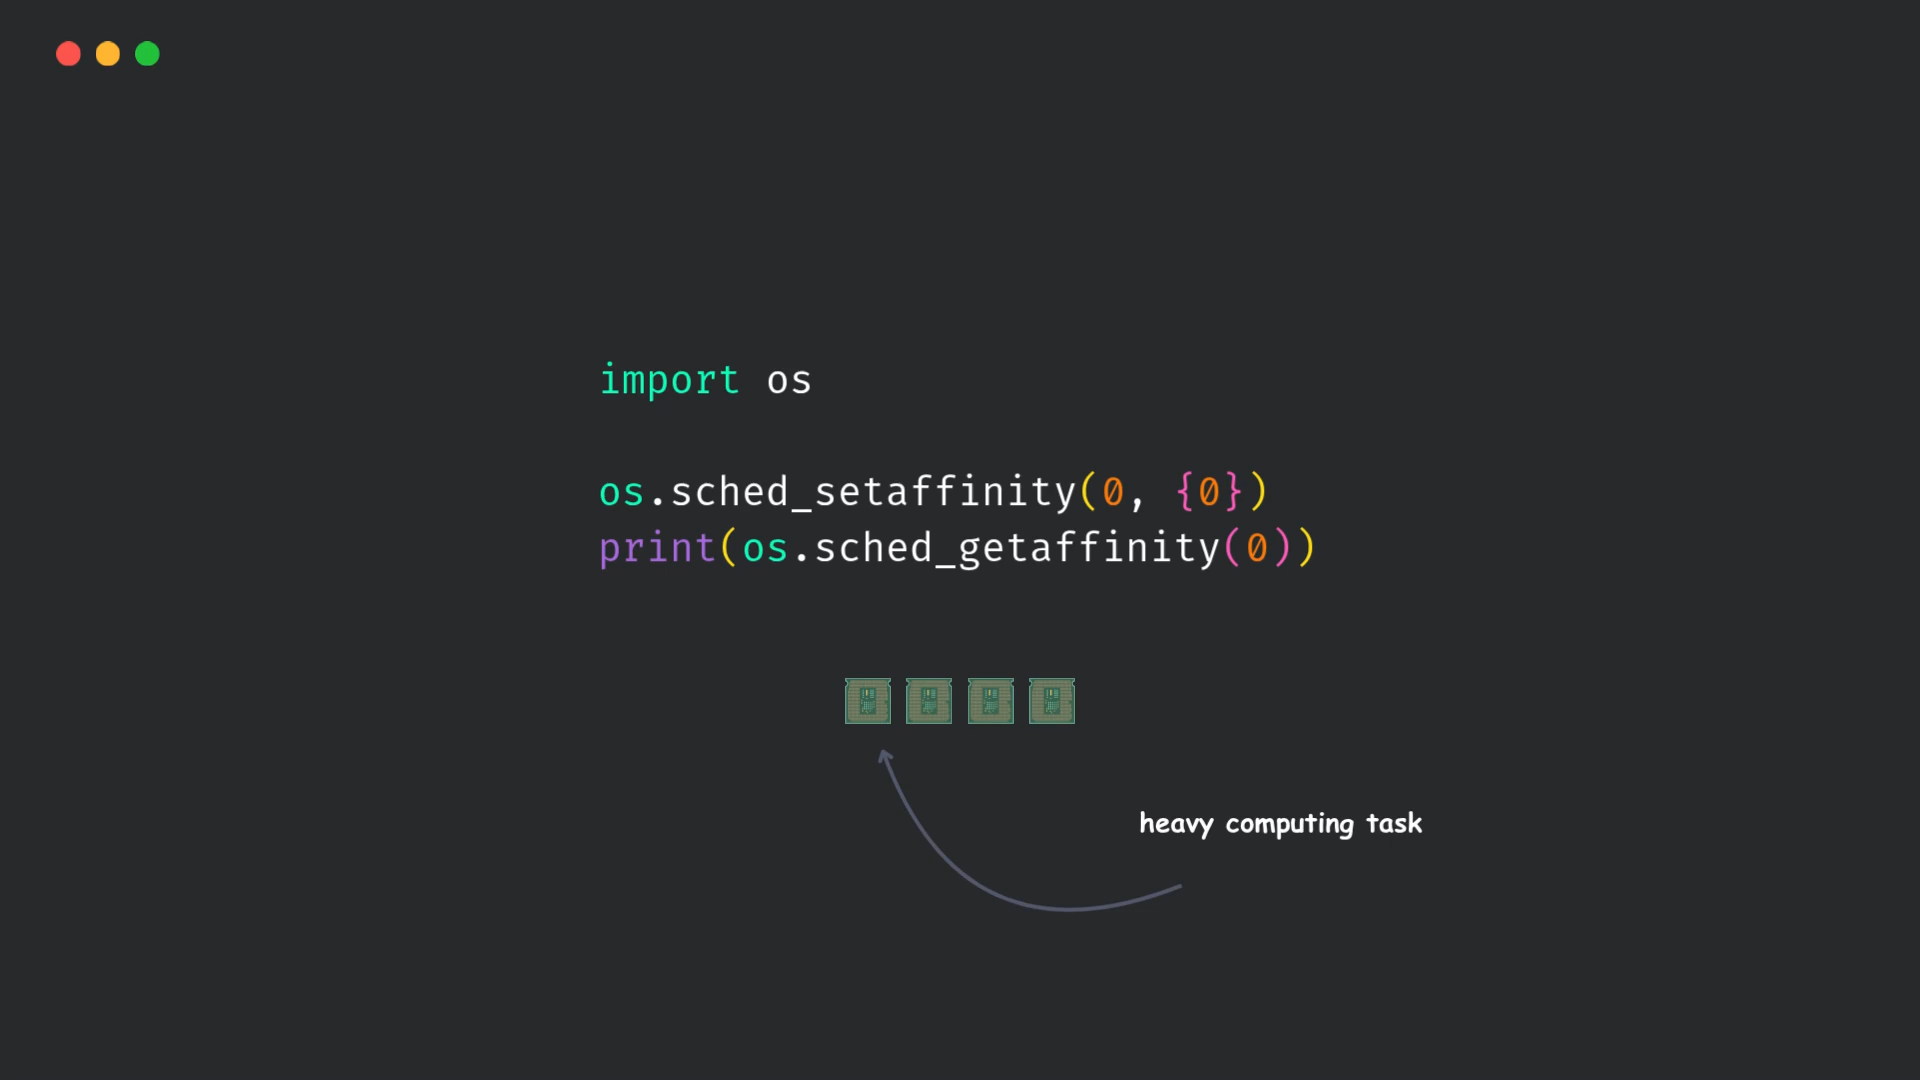 import os
os.sched_setaffinity(0, {0})
print(os.sched_getaffinity(0))
heavy computing task